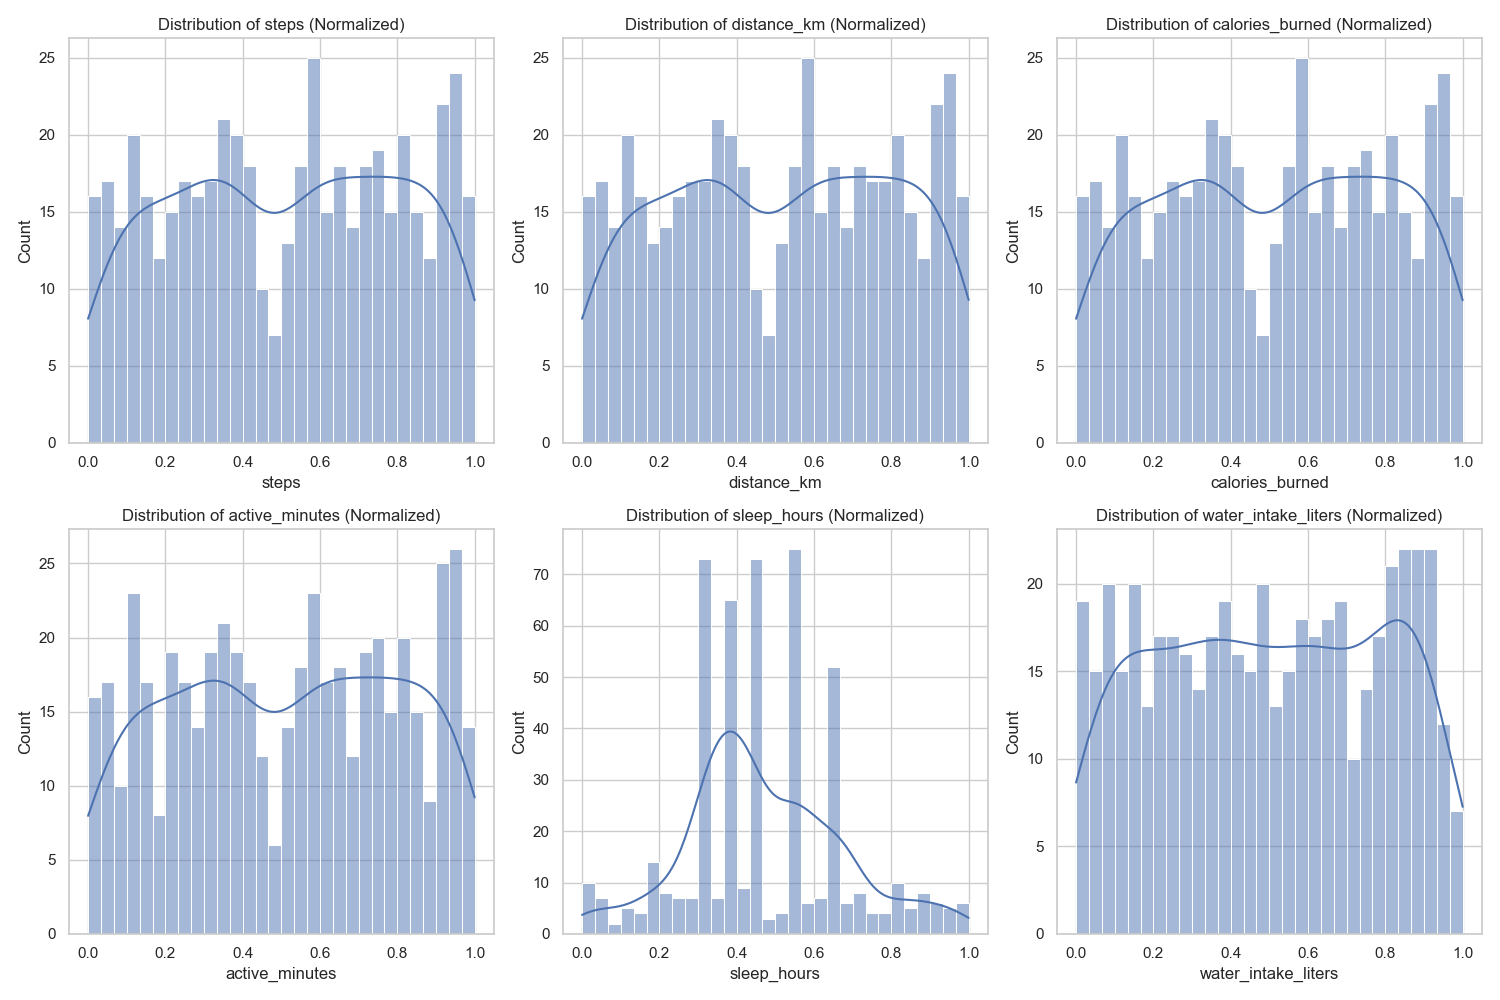 Distribution of steps (Normalized)
Count
25
20
15
10
5
0
0.0 0.2 0.4 0.6 0.8 1.0
steps
Distribution of distance_km (Normalized)
Count
25
20
15
10
5
0
0.0 0.2 0.4 0.6 0.8 1.0
distance_km
Distribution of calories_burned (Normalized)
Count
25
20
15
10
5
0
0.0 0.2 0.4 0.6 0.8 1.0
calories_burned
Distribution of active_minutes (Normalized)
Count
25
20
15
10
5
0
0.0 0.2 0.4 0.6 0.8 1.0
active_minutes
Distribution of sleep_hours (Normalized)
Count
70
60
50
40
30
20
10
0
0.0 0.2 0.4 0.6 0.8 1.0
sleep_hours
Distribution of water_intake_liters (Normalized)
Count
20
15
10
5
0
0.0 0.2 0.4 0.6 0.8 1.0
water_intake_liters